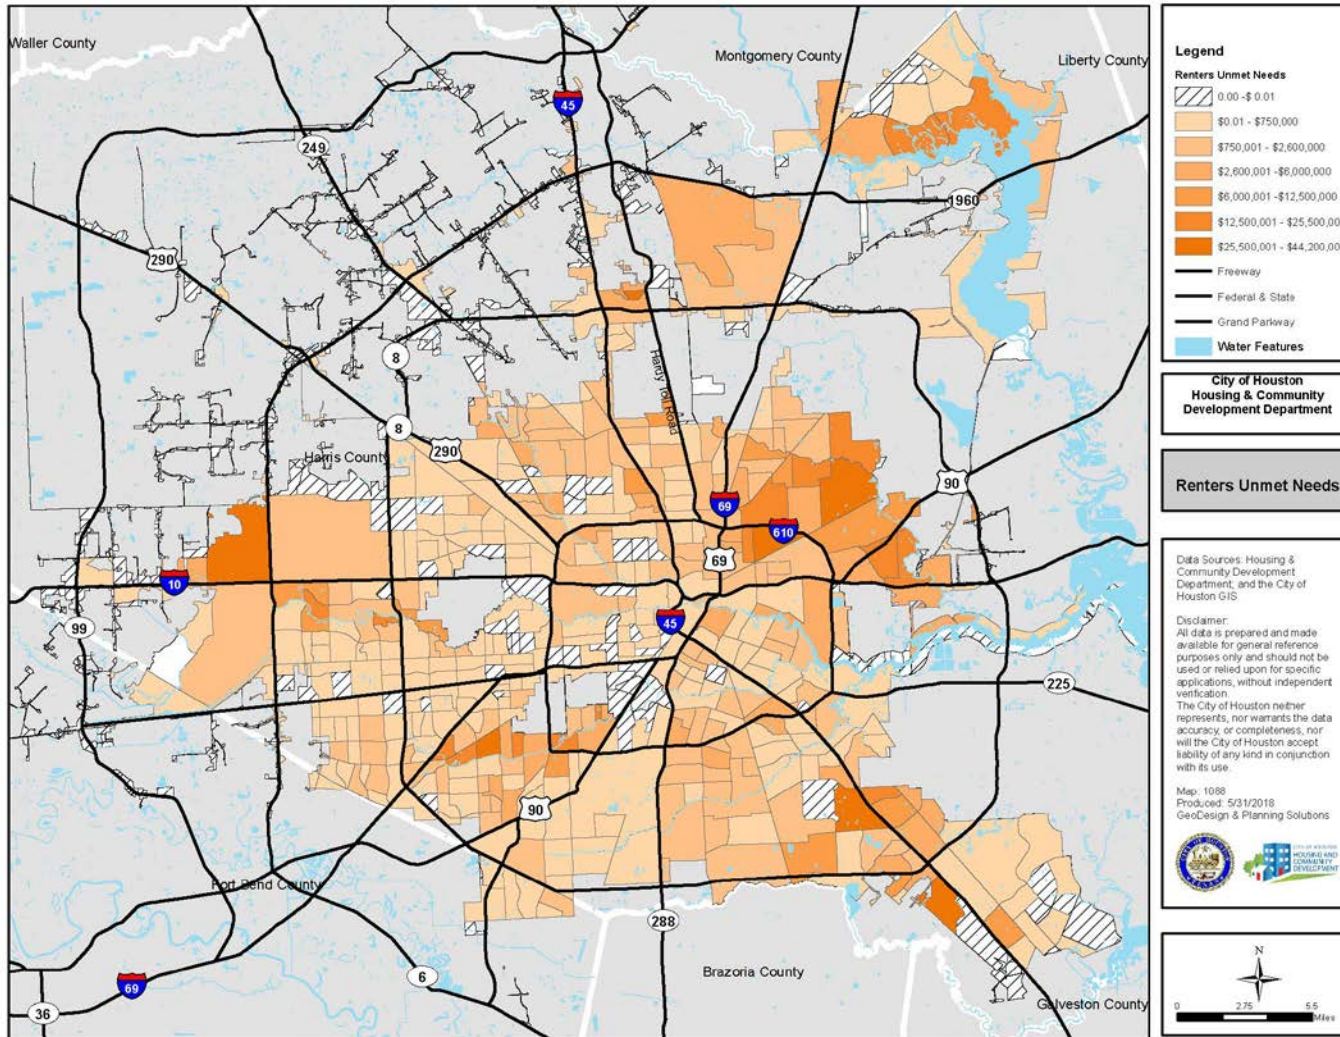 Waller County
Montgomery County
Liberty County
45
249
1960
290
8
Hardy Toll Road
8
290
Harris County
90
69
610
69
10
99
45
225
90
Fort Bend County
288
6
Brazoria County
69
36
Galveston County
Legend
Renters Unmet Needs
0.00 -$ 0.01
$0.01 - $750,000
$750,001 - $2,600,000
$2,600,001 -$6,000,000
$6,000,001 -$12,500,000
$12,500,001 - $25,500,00
$25,500,001 - $44,200,00
Freeway
Federal & State
Grand Parkway
Water Features
City of Houston
Housing & Community
Development Department
Renters Unmet Needs
Data Sources: Housing &
Community Development
Department; and the City of
Houston GIS
Disclaimer:
All data is prepared and made
available for general reference
purposes only and should not be
used or relied upon for specific
applications, without independent
verification.
The City of Houston neither
represents, nor warrants the data
accuracy, or completeness, nor
will the City of Houston accept
liability of any kind in conjunction
with its use.
Map: 1088
Produced: 5/31/2018
GeoDesign & Planning Solutions
CITY OF HOUSTON
HOUSING AND
COMMUNITY
DEVELOPMENT
N
0 2.75 5.5
Miles